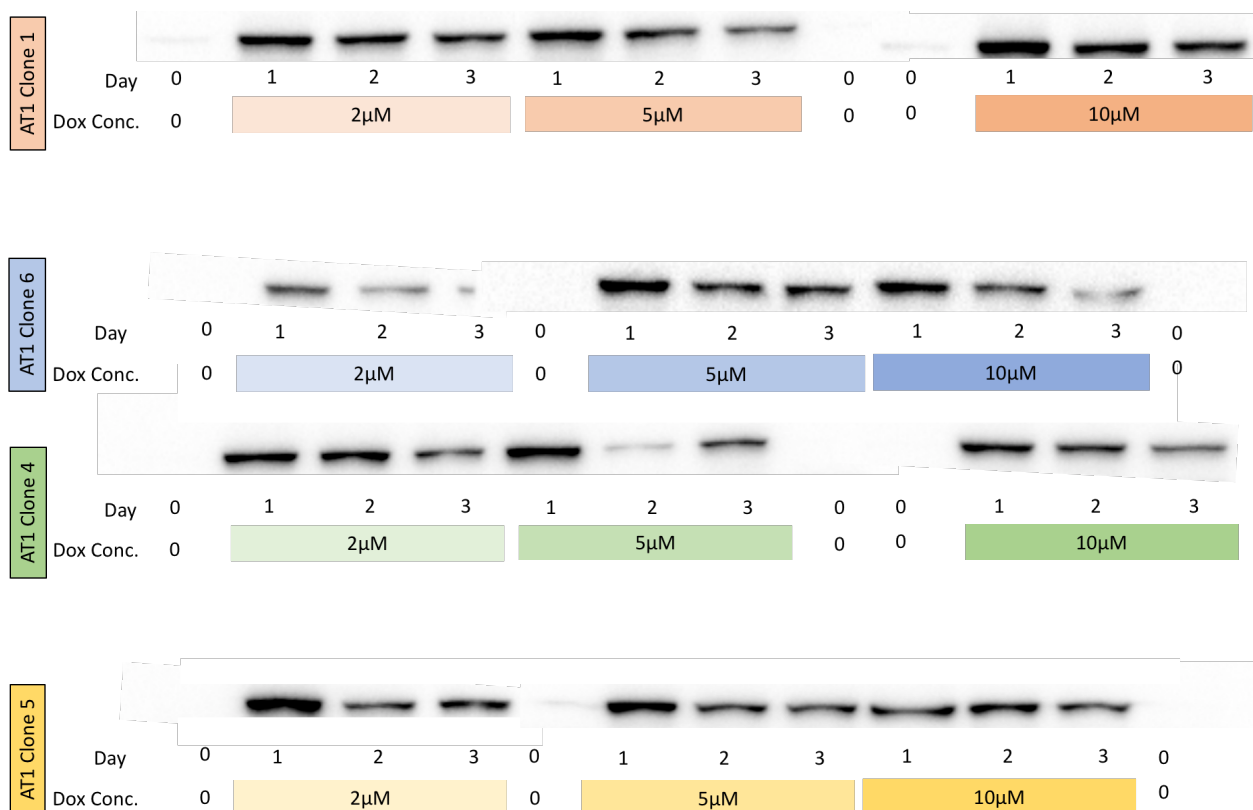 AT1 Clone 1
Day 0 1 2 3 1 2 3 0 0 1 2 3
Dox Conc. 0 2µM 5µM 0 0 10µM
AT1 Clone 6
Day 0 1 2 3 0 1 2 3 1 2 3 0
Dox Conc. 0 2µM 0 5µM 10µM 0
AT1 Clone 4
Day 0 1 2 3 1 2 3 0 0 1 2 3
Dox Conc. 0 2µM 5µM 0 0 10µM
AT1 Clone 5
Day 0 1 2 3 0 1 2 3 1 2 3 0
Dox Conc. 0 2µM 0 5µM 10µM 0